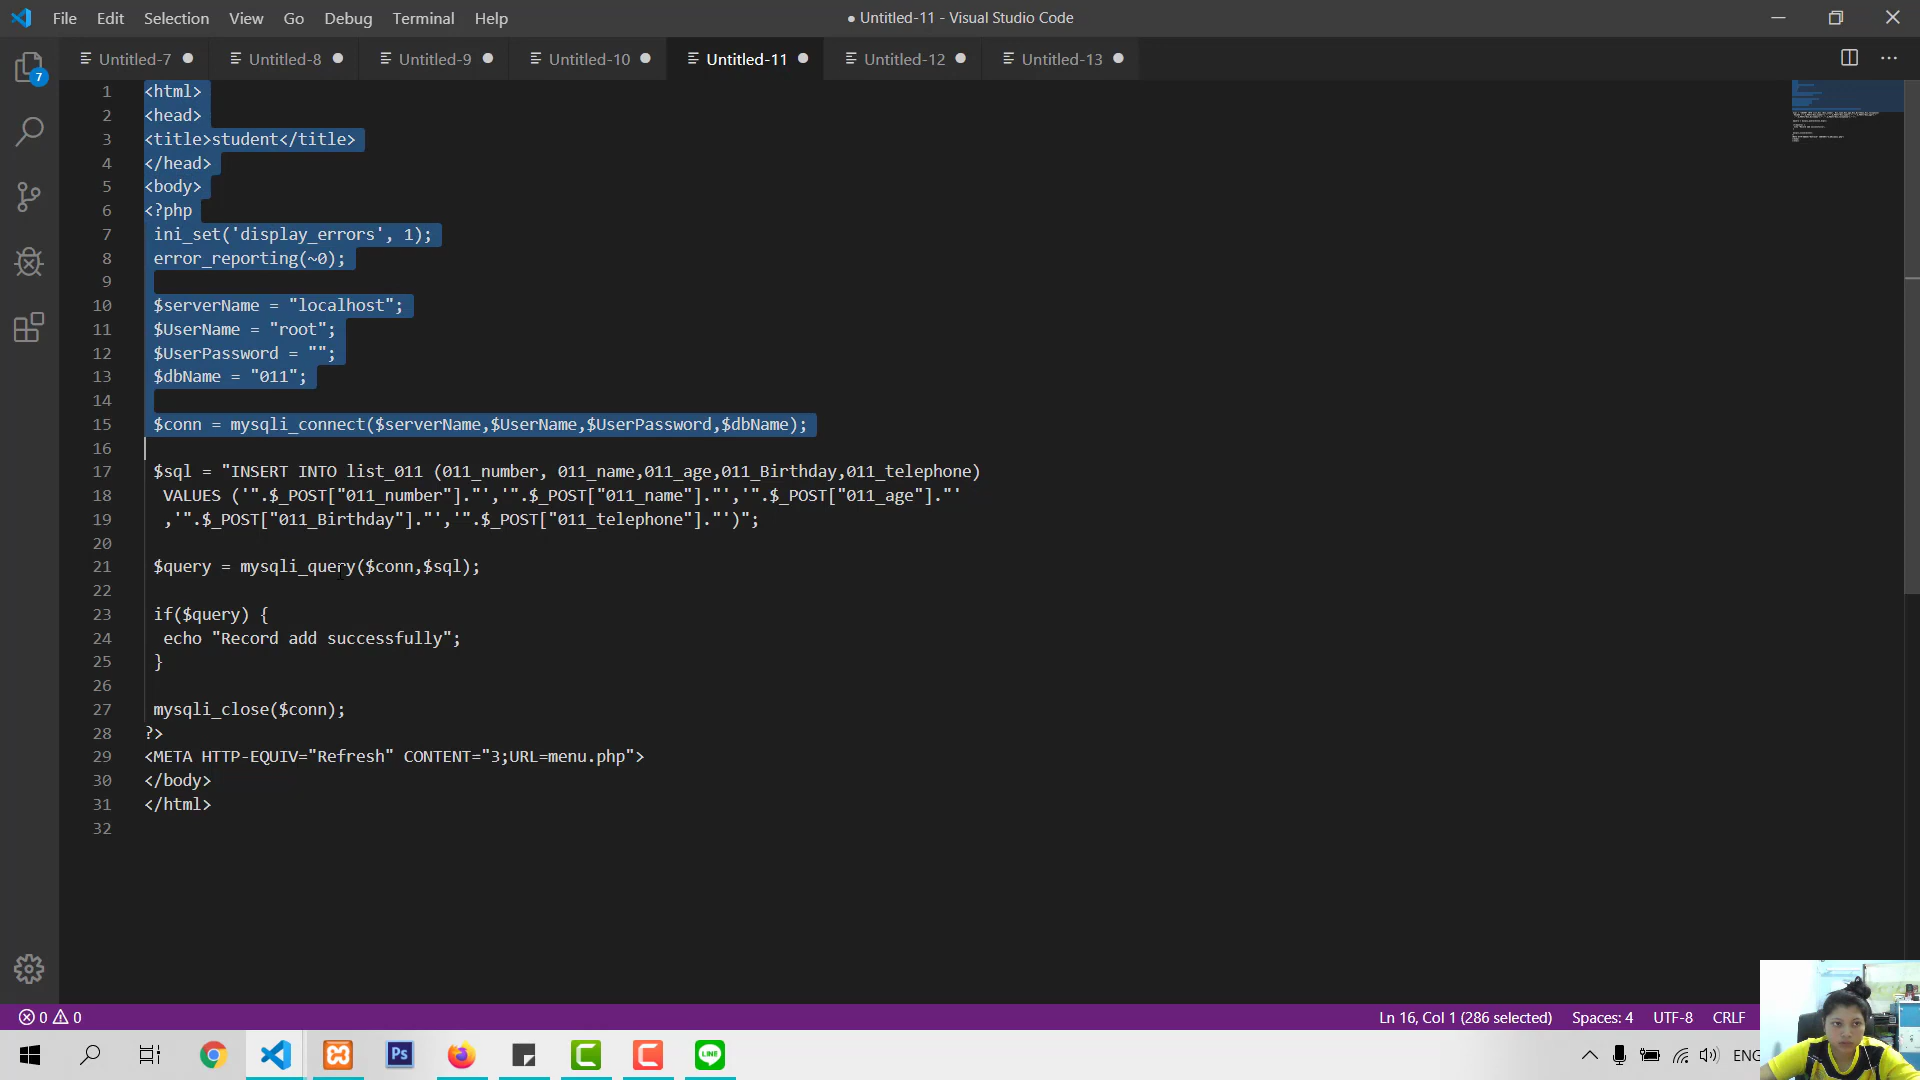 File Edit Selection View Go Debug Terminal Help
● Untitled-11 - Visual Studio Code
Untitled-7 Untitled-8 Untitled-9 Untitled-10 Untitled-11 Untitled-12 Untitled-13
7
1 <html>
2 <head>
3 <title>student</title>
4 </head>
5 <body>
6 <?php
7 ini_set('display_errors', 1);
8 error_reporting(~0);
9
10 $serverName = "localhost";
11 $UserName = "root";
12 $UserPassword = "";
13 $dbName = "011";
14
15 $conn = mysqli_connect($serverName,$UserName,$UserPassword,$dbName);
16
17 $sql = "INSERT INTO list_011 (011_number, 011_name,011_age,011_Birthday,011_telephone)
18 VALUES ('".$_POST["011_number"]."','".$_POST["011_name"]."','".$_POST["011_age"]."'
19 ,'".$_POST["011_Birthday"]."','".$_POST["011_telephone"]."')";
20
21 $query = mysqli_query($conn,$sql);
22
23 if($query) {
24 echo "Record add successfully";
25 }
26
27 mysqli_close($conn);
28 ?>
29 <META HTTP-EQUIV="Refresh" CONTENT="3;URL=menu.php">
30 </body>
31 </html>
32
0 0
Ln 16, Col 1 (286 selected) Spaces: 4 UTF-8 CRLF
Ps
LINE
ENG